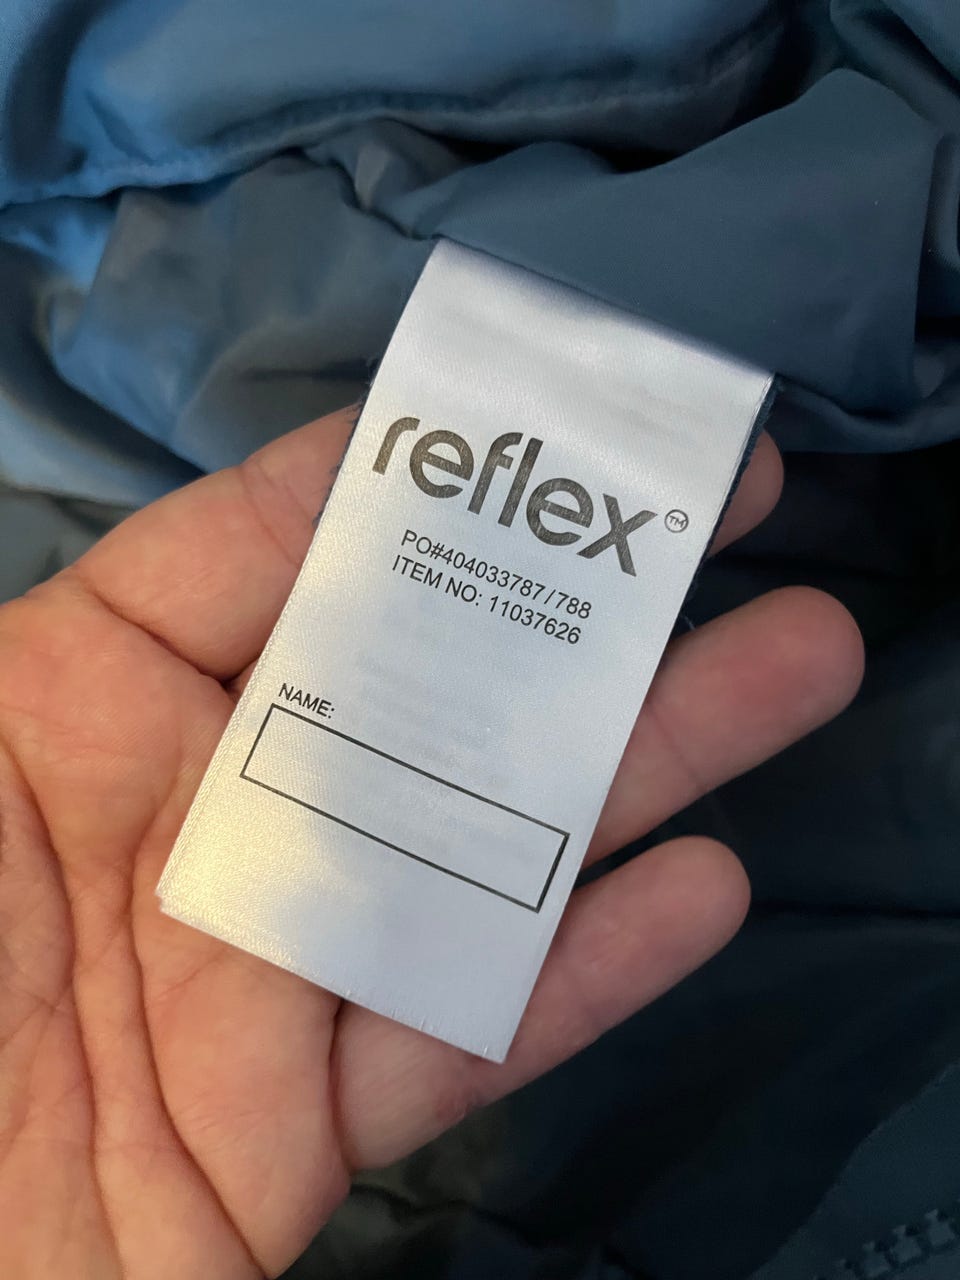 reflex™
PO#404033787/788
ITEM NO: 11037626
NAME: